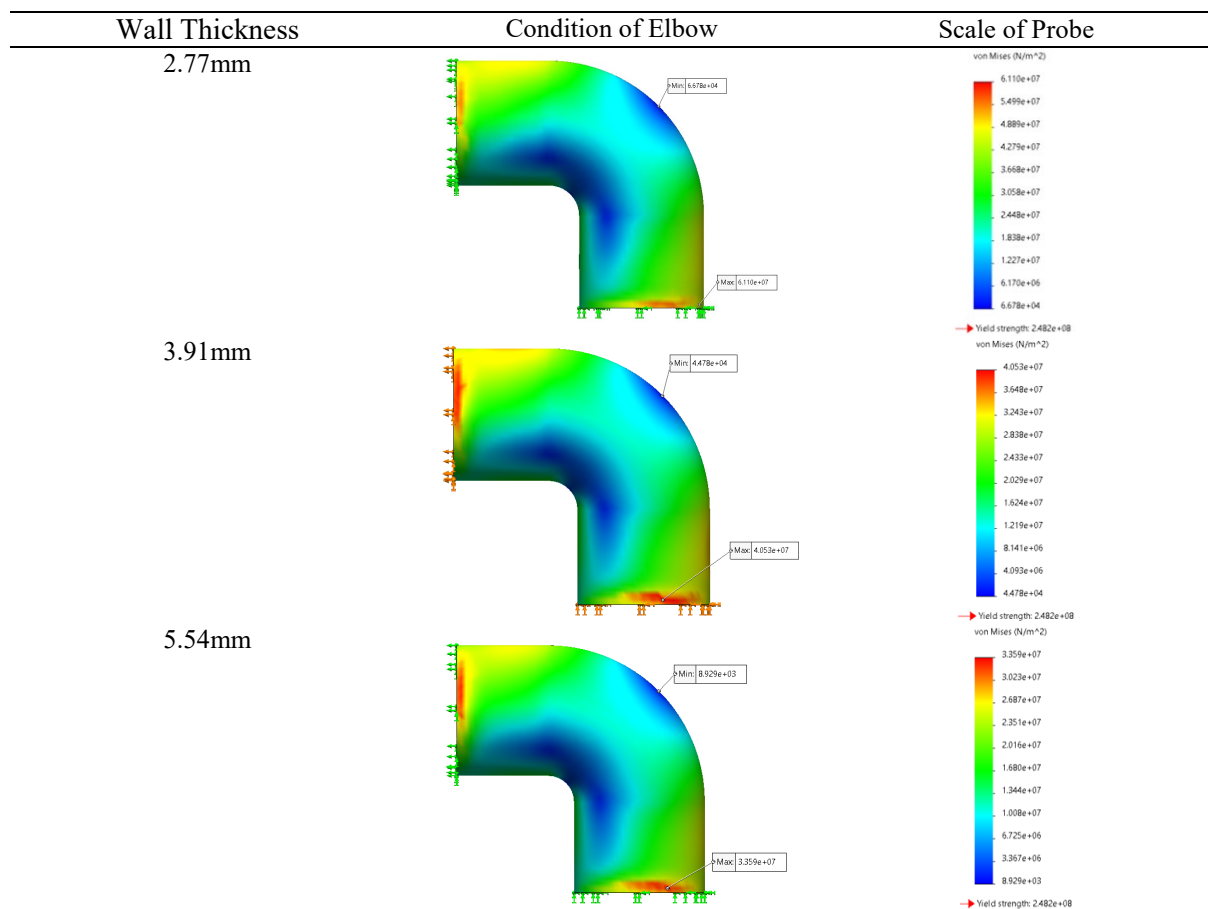 Wall Thickness Condition of Elbow Scale of Probe
2.77mm
Min: 6.678e+04
Max: 6.110e+07
von Mises (N/m^2)
6.110e+07
5.499e+07
4.889e+07
4.279e+07
3.668e+07
3.058e+07
2.448e+07
1.838e+07
1.227e+07
6.170e+06
6.678e+04
Yield strength: 2.482e+08
3.91mm
Min: 4.478e+04
Max: 4.053e+07
von Mises (N/m^2)
4.053e+07
3.648e+07
3.243e+07
2.838e+07
2.433e+07
2.029e+07
1.624e+07
1.219e+07
8.141e+06
4.093e+06
4.478e+04
Yield strength: 2.482e+08
5.54mm
Min: 8.929e+03
Max: 3.359e+07
von Mises (N/m^2)
3.359e+07
3.023e+07
2.687e+07
2.351e+07
2.016e+07
1.680e+07
1.344e+07
1.008e+07
6.725e+06
3.367e+06
8.929e+03
Yield strength: 2.482e+08